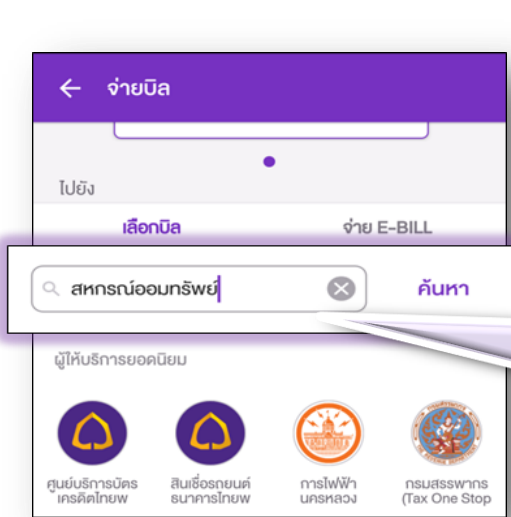 จ่ายบิล
ไปยัง
เลือกบิล จ่าย E-BILL
สหกรณ์ออมทรัพย์ ค้นหา
ผู้ให้บริการยอดนิยม
ศูนย์บริการบัตร สินเชื่อรถยนต์ การไฟฟ้า กรมสรรพากร
เครดิตไทยพ ธนาคารไทยพ นครหลวง (Tax One Stop